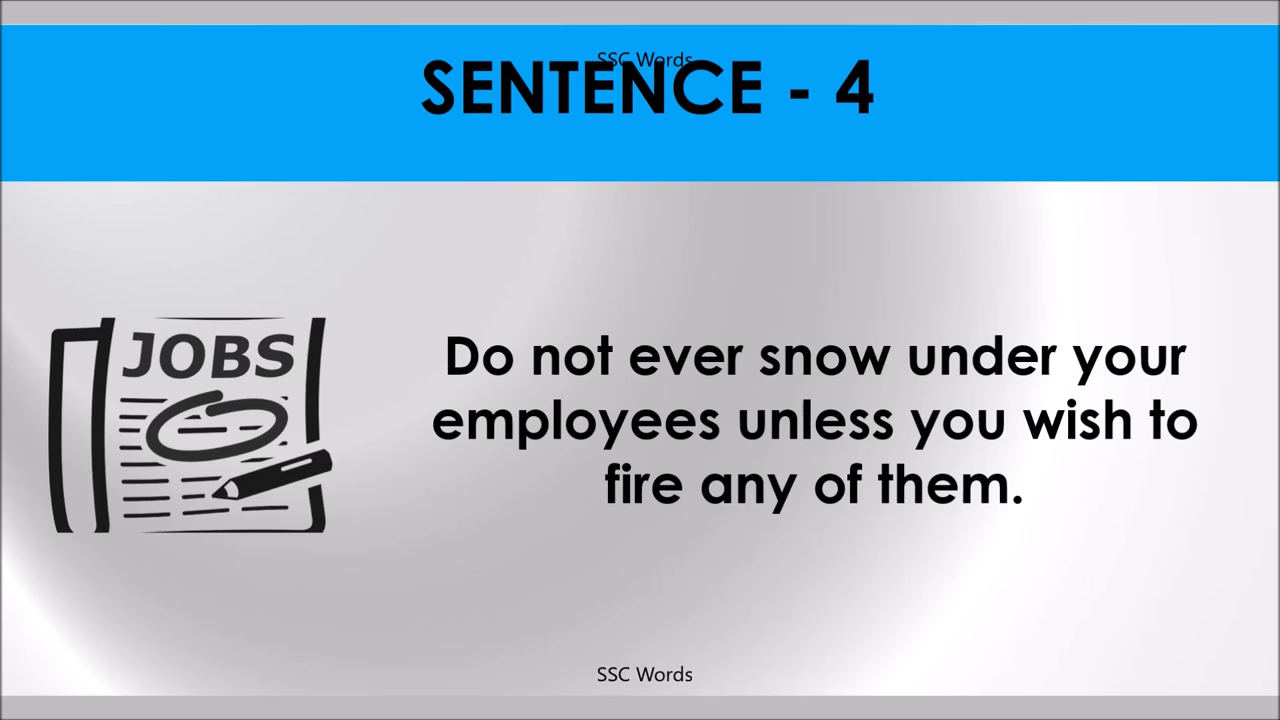 SSC Words
SENTENCE - 4
JOBS
Do not ever snow under your
employees unless you wish to
fire any of them.
SSC Words